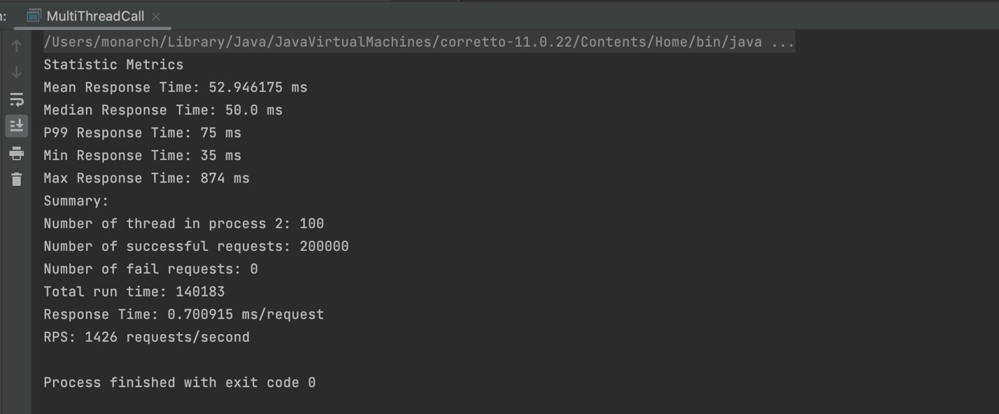 n:
MultiThreadCall
/Users/monarch/Library/Java/JavaVirtualMachines/corretto-11.0.22/Contents/Home/bin/java ...
Statistic Metrics
Mean Response Time: 52.946175 ms
Median Response Time: 50.0 ms
P99 Response Time: 75 ms
Min Response Time: 35 ms
Max Response Time: 874 ms
Summary:
Number of thread in process 2: 100
Number of successful requests: 200000
Number of fail requests: 0
Total run time: 140183
Response Time: 0.700915 ms/request
RPS: 1426 requests/second
Process finished with exit code 0